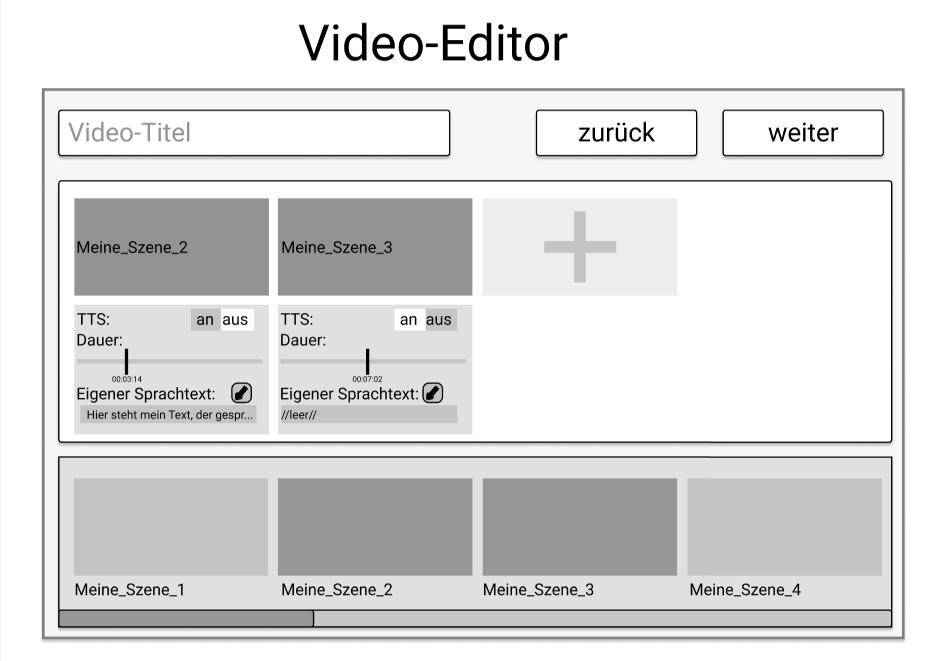 Video-Editor
Video-Titel
zurück
weiter
Meine_Szene_2
Meine_Szene_3
TTS: an aus
Dauer:
00:03:14
Eigener Sprachtext:
Hier steht mein Text, der gespr...
TTS: an aus
Dauer:
00:07:02
Eigener Sprachtext:
//leer//
Meine_Szene_1
Meine_Szene_2
Meine_Szene_3
Meine_Szene_4